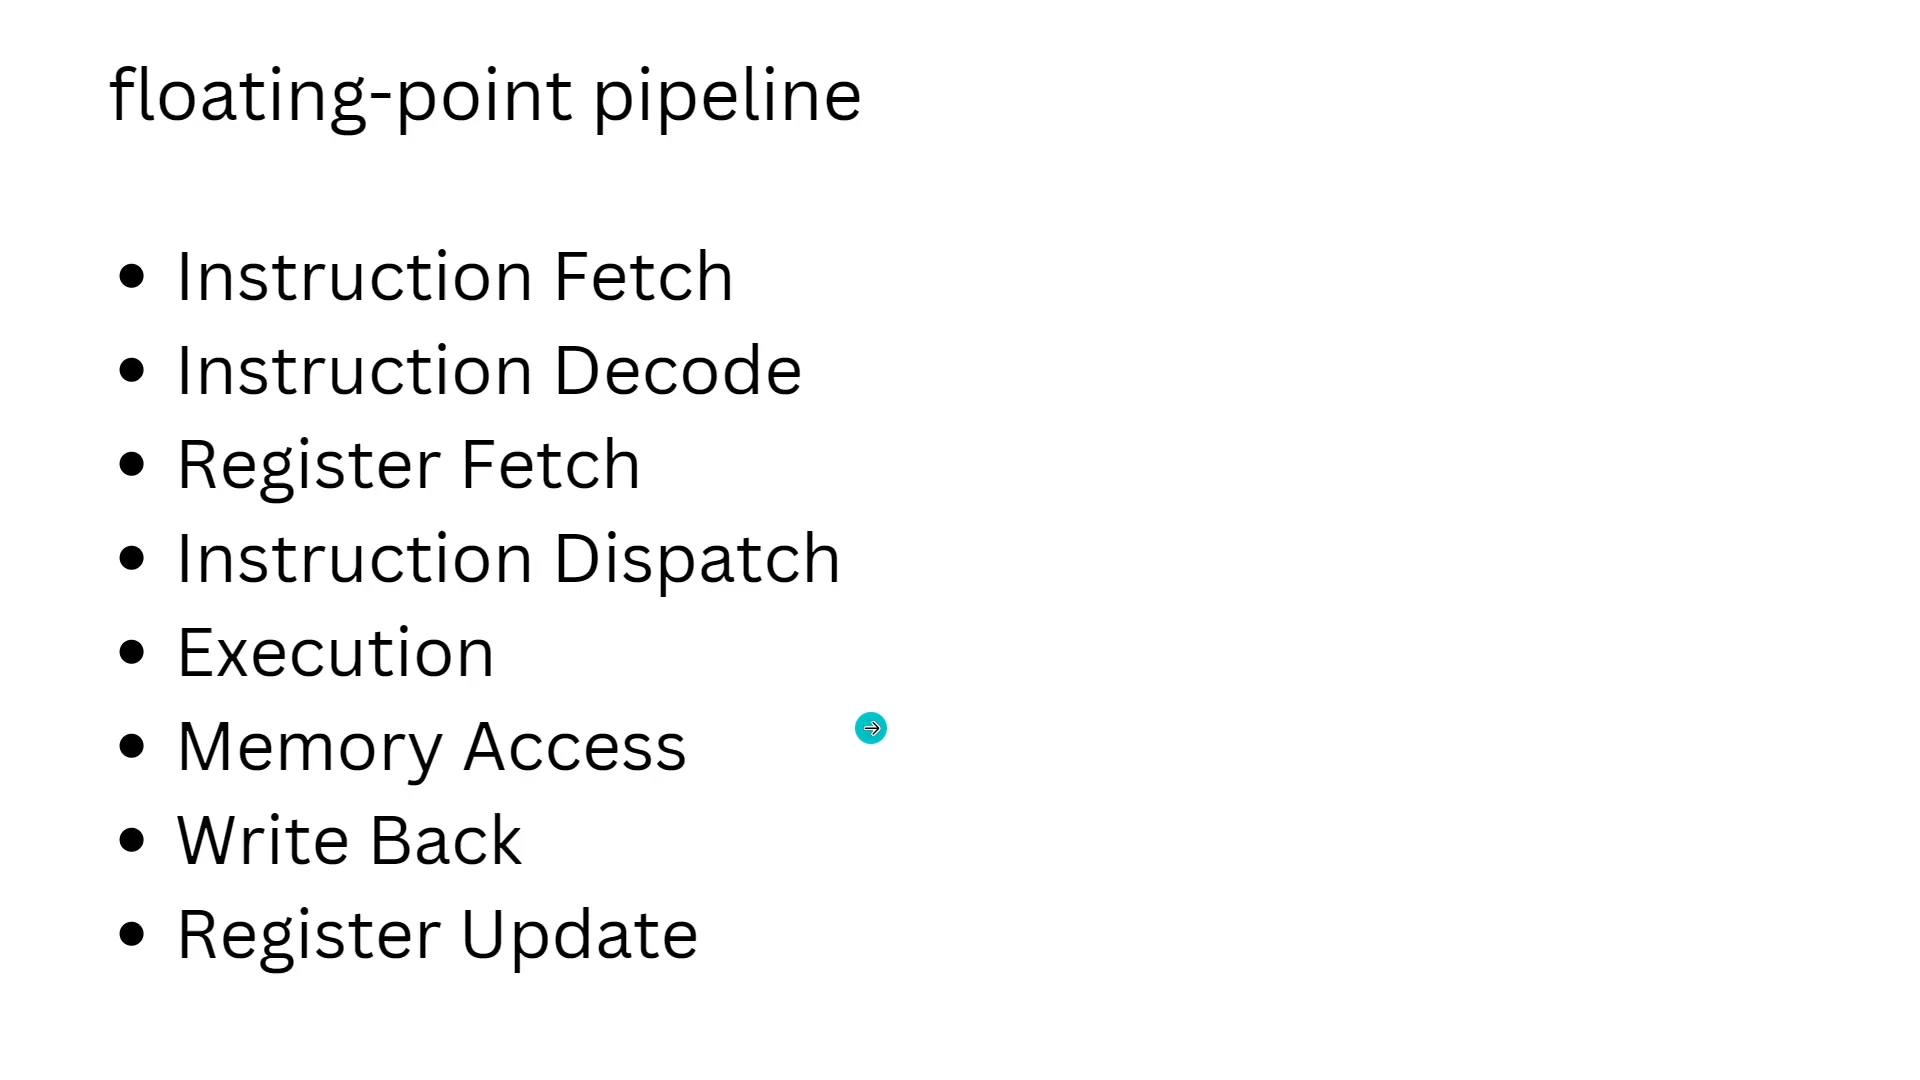 floating-point pipeline
• Instruction Fetch
• Instruction Decode
• Register Fetch
• Instruction Dispatch
• Execution
• Memory Access
• Write Back
• Register Update